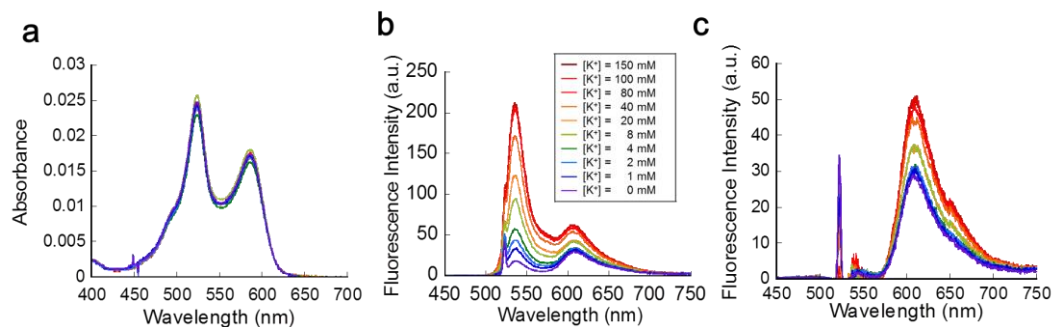 a
0.03
0.025
0.02
0.015
0.01
0.005
0
Absorbance
400 450 500 550 600 650 700
Wavelength (nm)
b
250
200
150
100
50
0
Fluorescence Intensity (a.u.)
[K⁺] = 150 mM
[K⁺] = 100 mM
[K⁺] = 80 mM
[K⁺] = 40 mM
[K⁺] = 20 mM
[K⁺] = 8 mM
[K⁺] = 4 mM
[K⁺] = 2 mM
[K⁺] = 1 mM
[K⁺] = 0 mM
450 500 550 600 650 700 750
Wavelength (nm)
c
60
50
40
30
20
10
0
Fluorescence Intensity (a.u.)
450 500 550 600 650 700 750
Wavelength (nm)